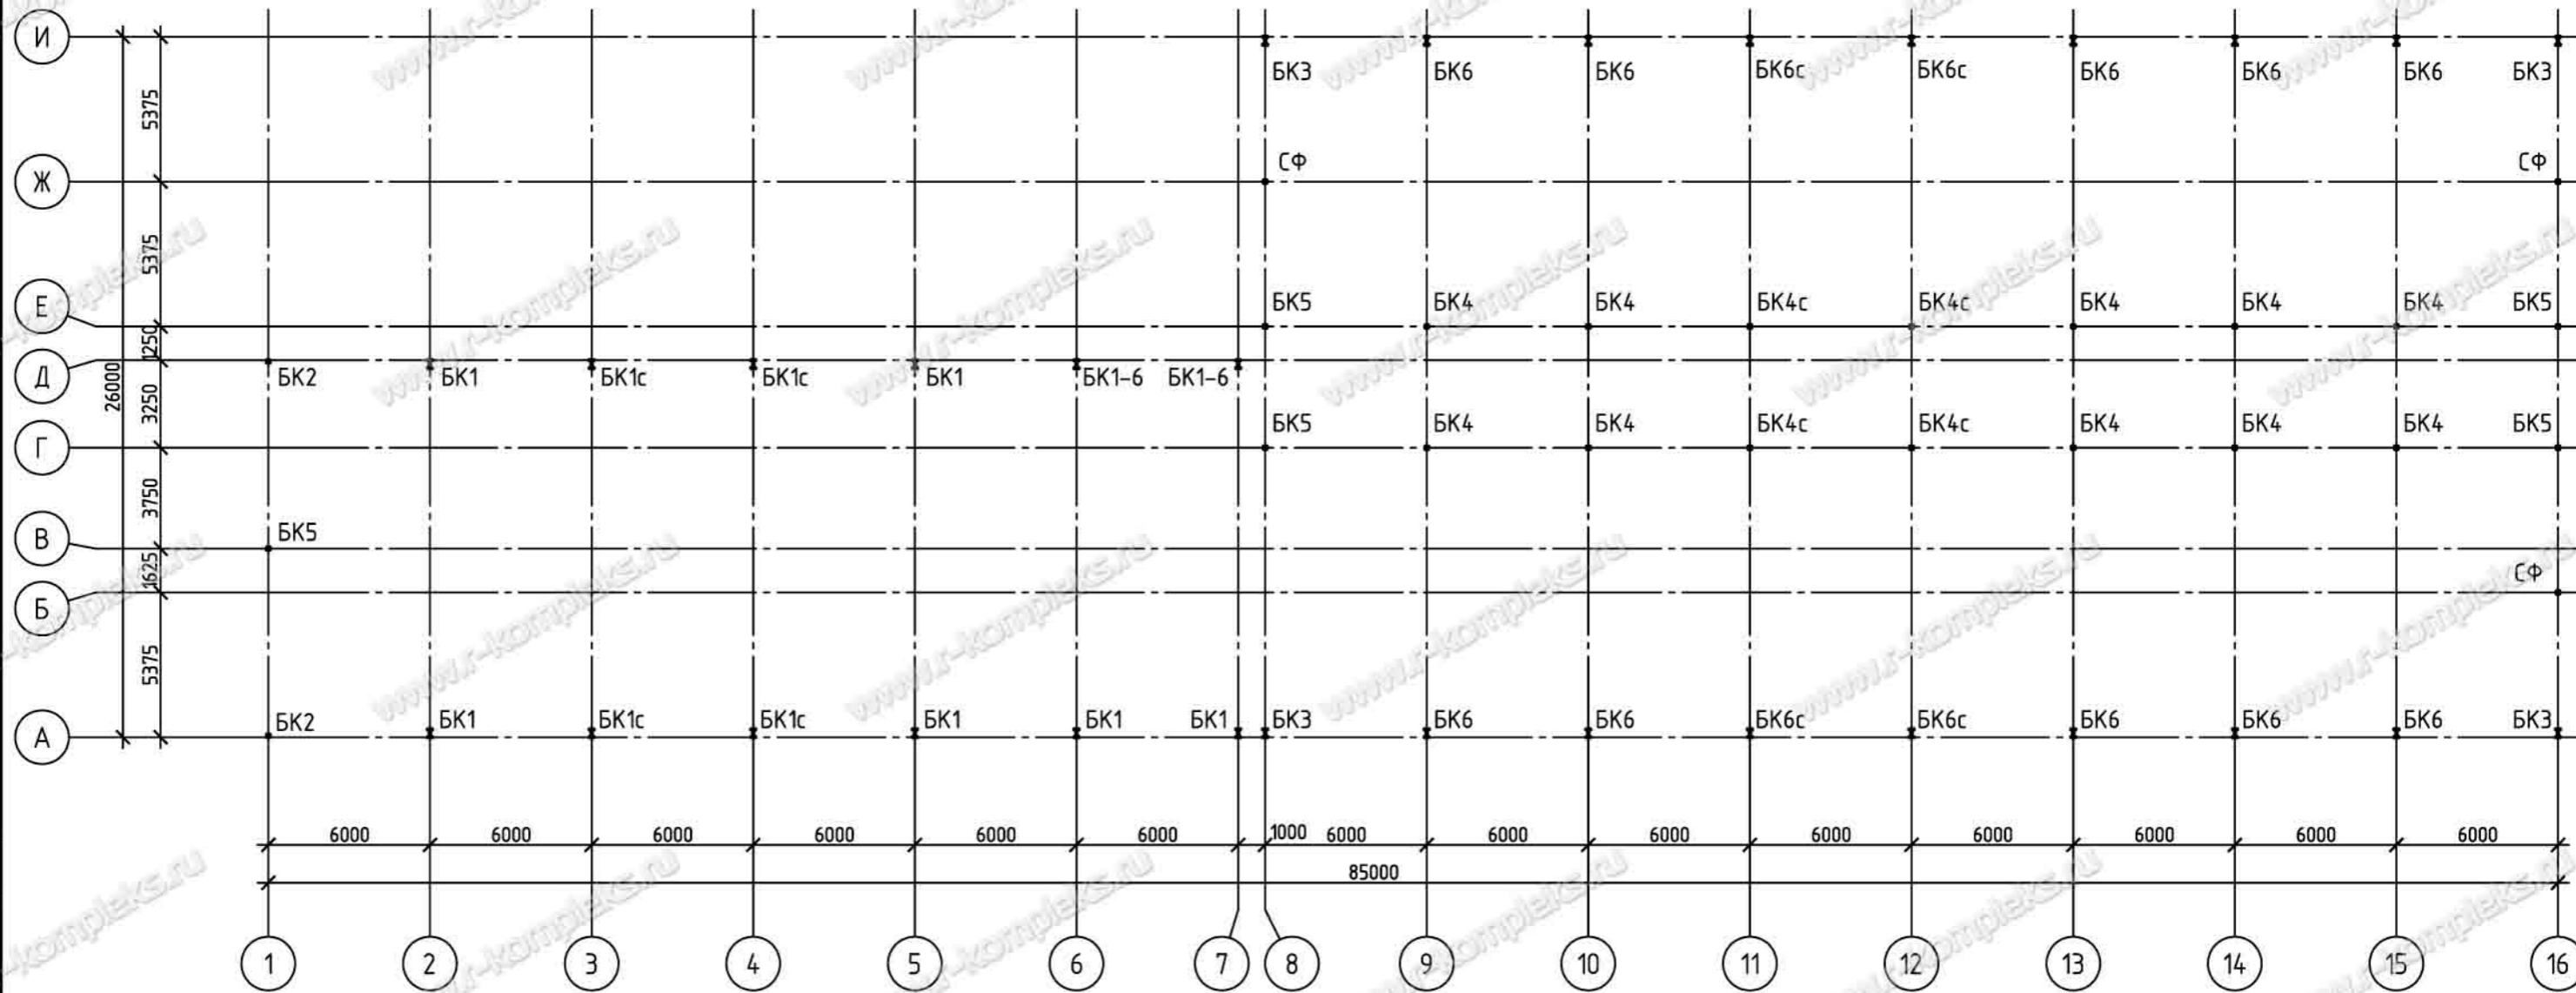 И
БК3 БК6 БК6 БК6с БК6с БК6 БК6 БК6 БК3
5375
СФ СФ
Ж
5375
Е
БК5 БК4 БК4 БК4с БК4с БК4 БК4 БК4 БК5
1250
Д
БК2 БК1 БК1с БК1с БК1 БК1-6 БК1-6
26000
3250
БК5 БК4 БК4 БК4с БК4с БК4 БК4 БК4 БК5
Г
3750
БК5
В
1625
СФ
Б
5375
БК2 БК1 БК1с БК1с БК1 БК1 БК1 БК3 БК6 БК6 БК6с БК6с БК6 БК6 БК6 БК3
А
6000 6000 6000 6000 6000 6000 1000 6000 6000 6000 6000 6000 6000 6000 6000
85000
1 2 3 4 5 6 7 8 9 10 11 12 13 14 15 16
www.r-kompleks.ru